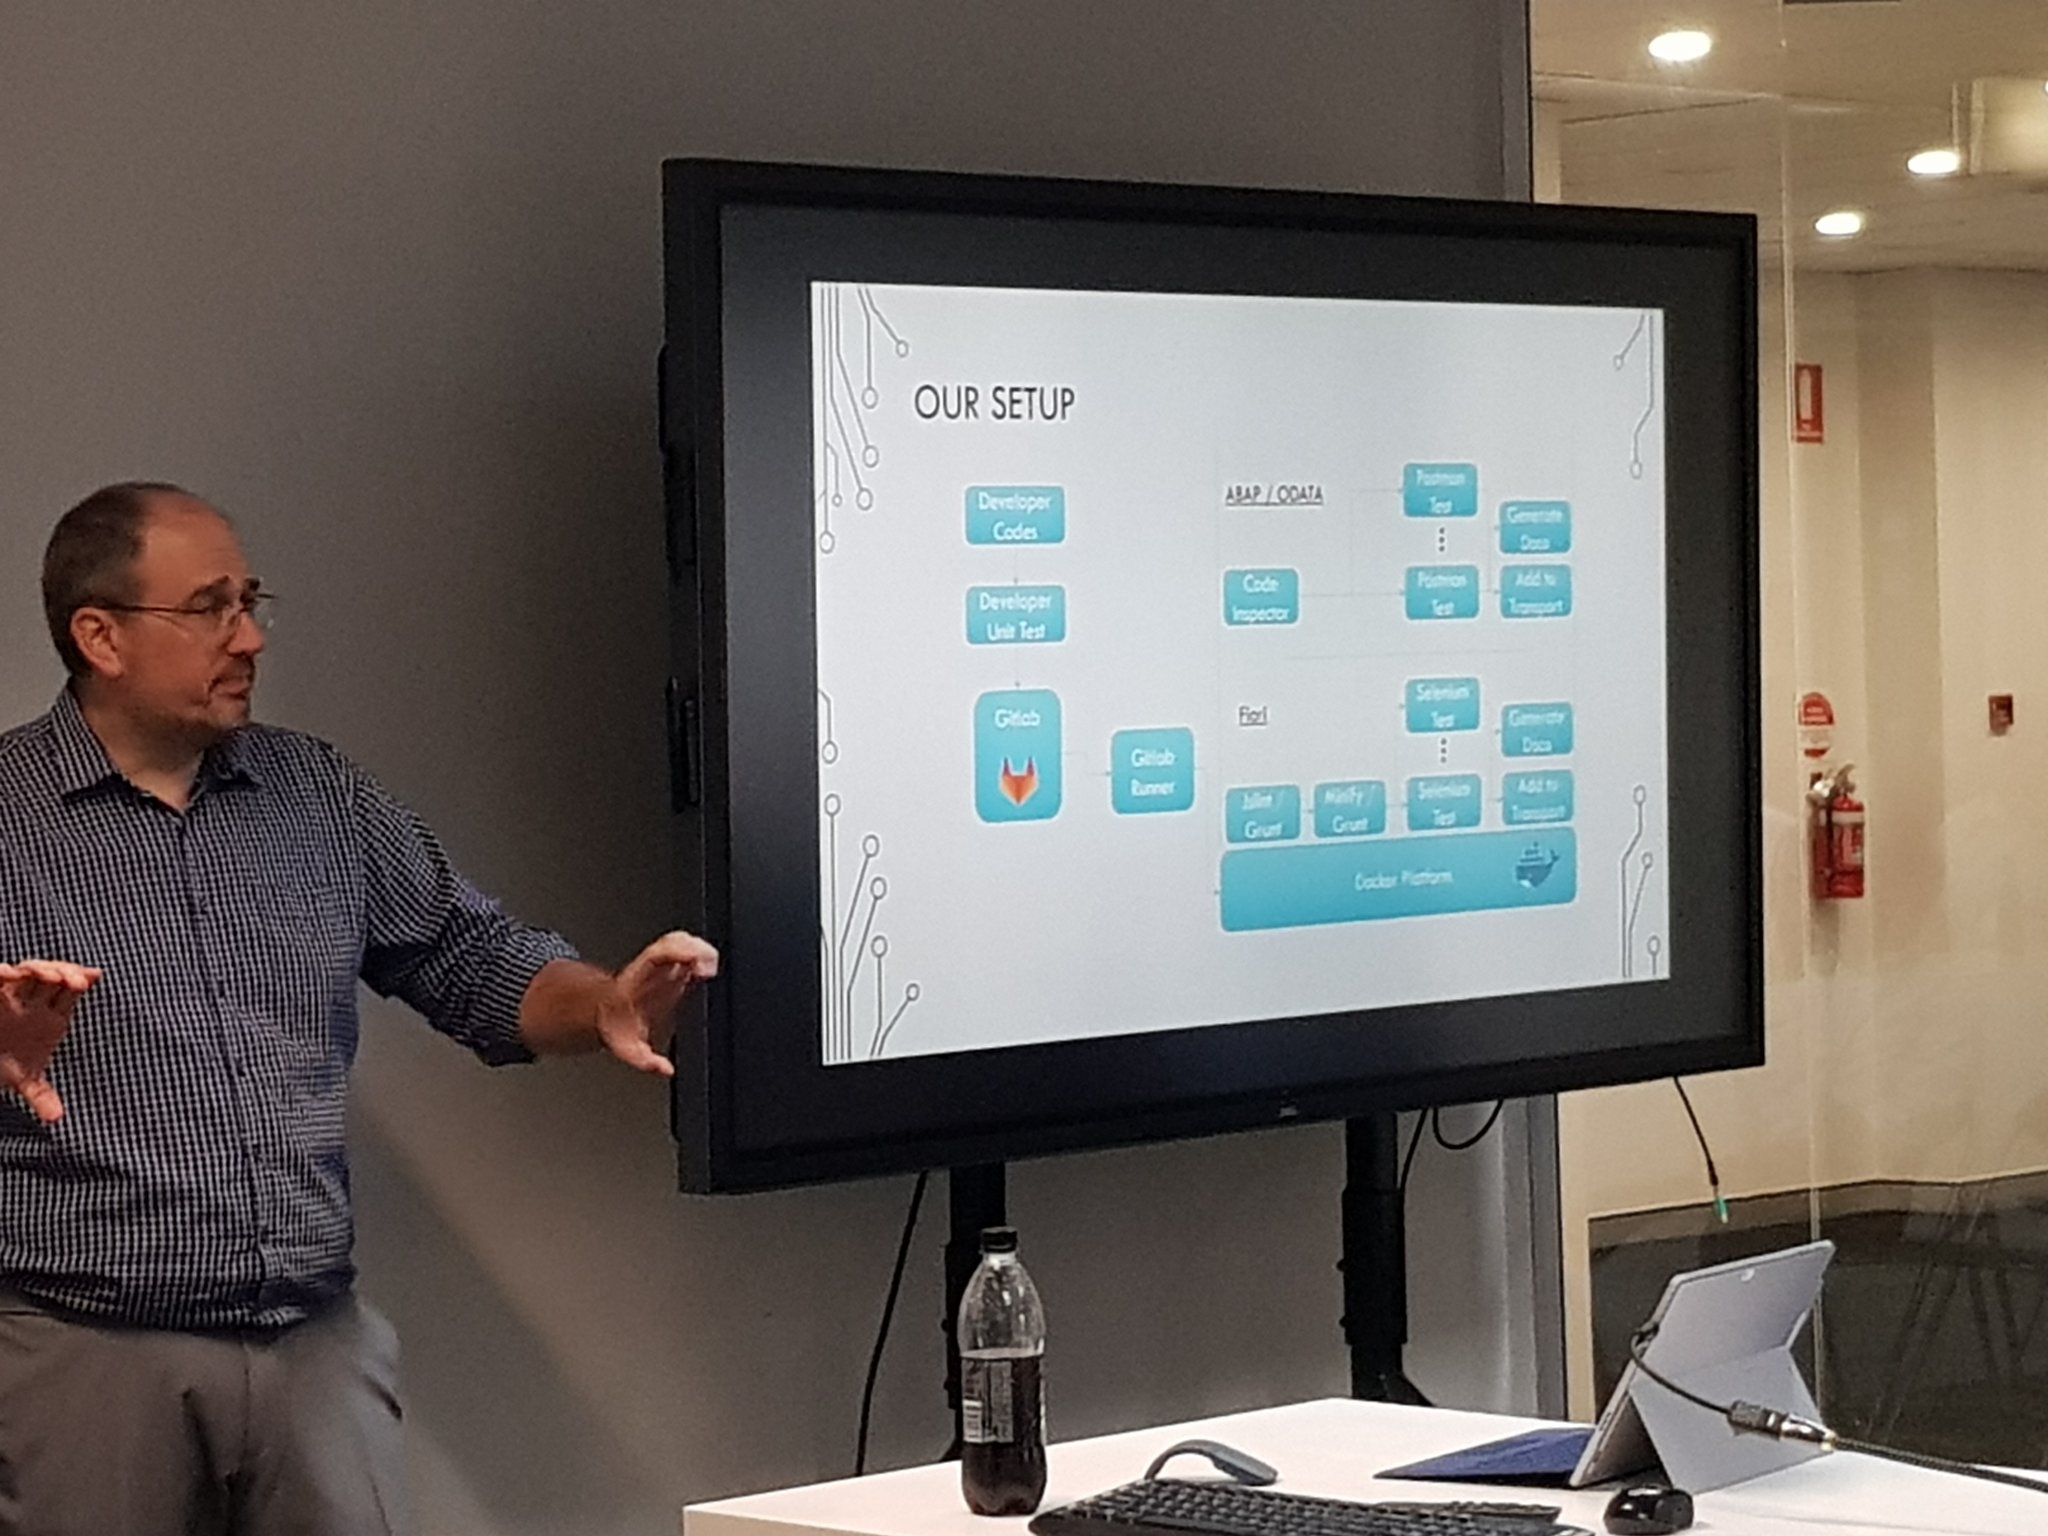 OUR SETUP
Developer
Codes
Developer
Unit Test
Gitlab
Gitlab
Runner
ABAP / ODATA
Code
Inspector
Postman
Test
Postman
Test
Generate
Docs
Add to
Transport
Fiori
Jslint /
Grunt
Minify /
Grunt
Selenium
Test
Selenium
Test
Generate
Docs
Add to
Transport
Docker Platform